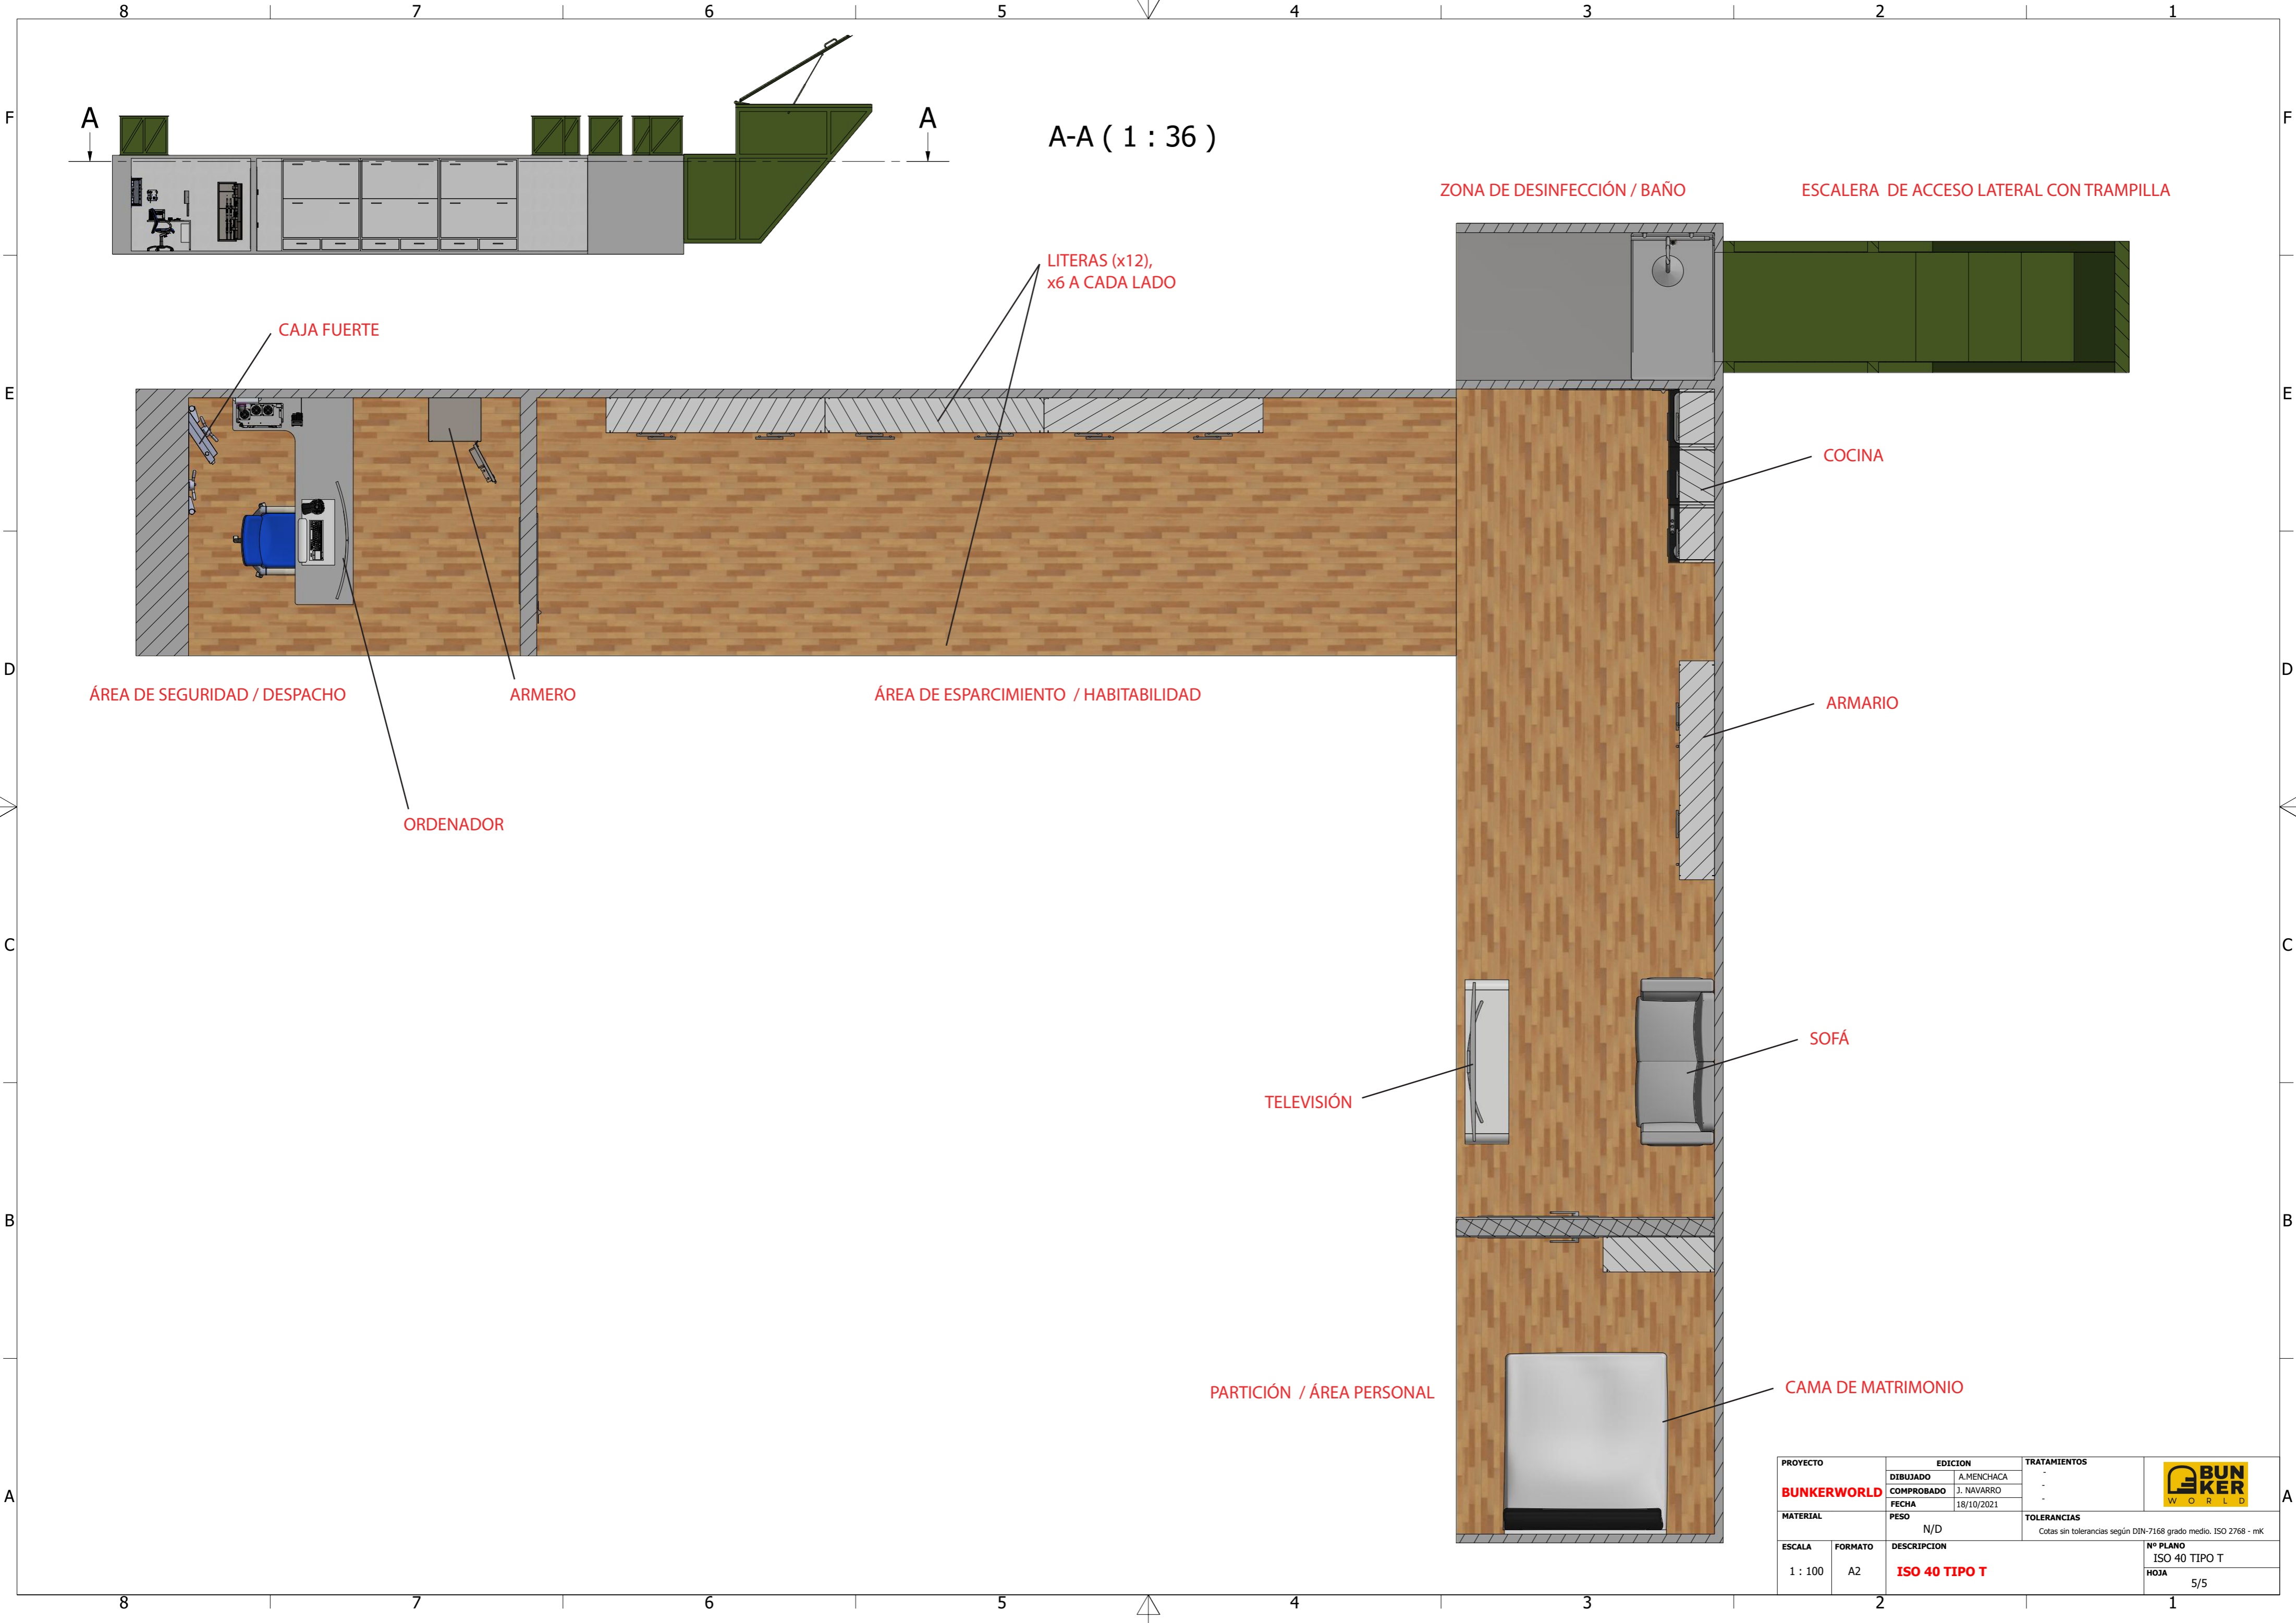 8 7 6 5 4 3 2 1
F
F
A
A
A-A ( 1 : 36 )
ZONA DE DESINFECCIÓN / BAÑO
ESCALERA DE ACCESO LATERAL CON TRAMPILLA
LITERAS (x12),
x6 A CADA LADO
CAJA FUERTE
E
E
COCINA
D
D
ÁREA DE SEGURIDAD / DESPACHO
ARMERO
ÁREA DE ESPARCIMIENTO / HABITABILIDAD
ARMARIO
ORDENADOR
C
C
SOFÁ
TELEVISIÓN
B
B
PARTICIÓN / ÁREA PERSONAL
CAMA DE MATRIMONIO
A
A
PROYECTO
BUNKERWORLD
EDICION
DIBUJADO A.MENCHACA
COMPROBADO J. NAVARRO
FECHA 18/10/2021
TRATAMIENTOS
-
-
-
BUN
KER
WORLD
MATERIAL
PESO
N/D
TOLERANCIAS
Cotas sin tolerancias según DIN-7168 grado medio. ISO 2768 - mK
ESCALA
1 : 100
FORMATO
A2
DESCRIPCION
ISO 40 TIPO T
Nº PLANO
ISO 40 TIPO T
HOJA
5/5
8 7 6 5 4 3 2 1